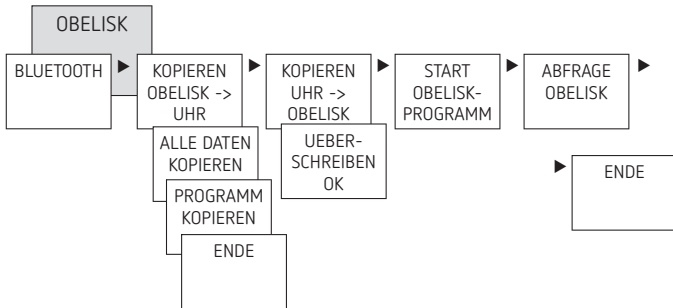 OBELISK
BLUETOOTH
KOPIEREN
OBELISK ->
UHR
ALLE DATEN
KOPIEREN
PROGRAMM
KOPIEREN
ENDE
KOPIEREN
UHR ->
OBELISK
UEBER-
SCHREIBEN
OK
START
OBELISK-
PROGRAMM
ABFRAGE
OBELISK
ENDE